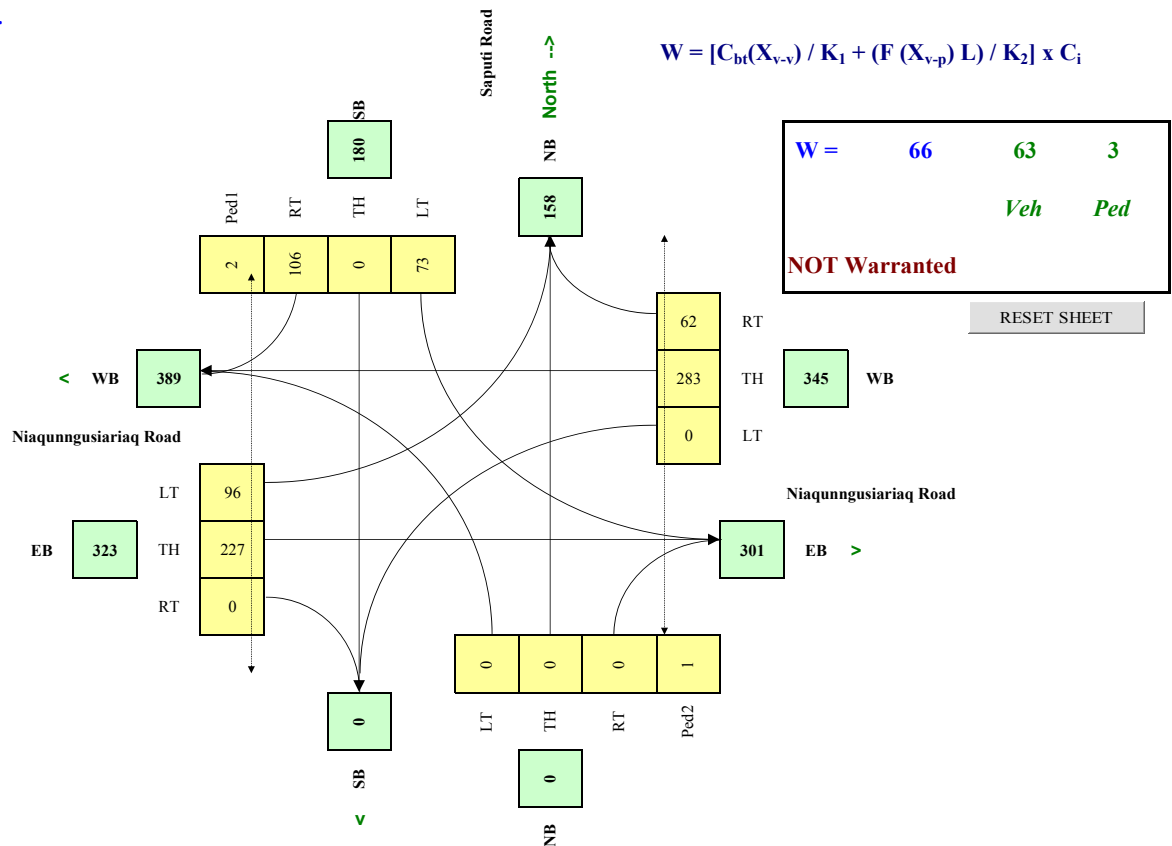 W = [Cbt(Xv-v) / K1 + (F (Xv-p) L) / K2] x Ci
Saputi Road
North -->
SB
180
NB
158
Ped1
RT
TH
LT
2
106
0
73
W = 66 63 3
Veh Ped
NOT Warranted
RESET SHEET
62 RT
< WB 389
283 TH 345 WB
0 LT
Niaqunngusiariaq Road
LT 96
Niaqunngusiariaq Road
EB 323 TH 227
301 EB >
RT 0
0
0
0
1
LT
TH
RT
Ped2
0
SB
v
0
NB